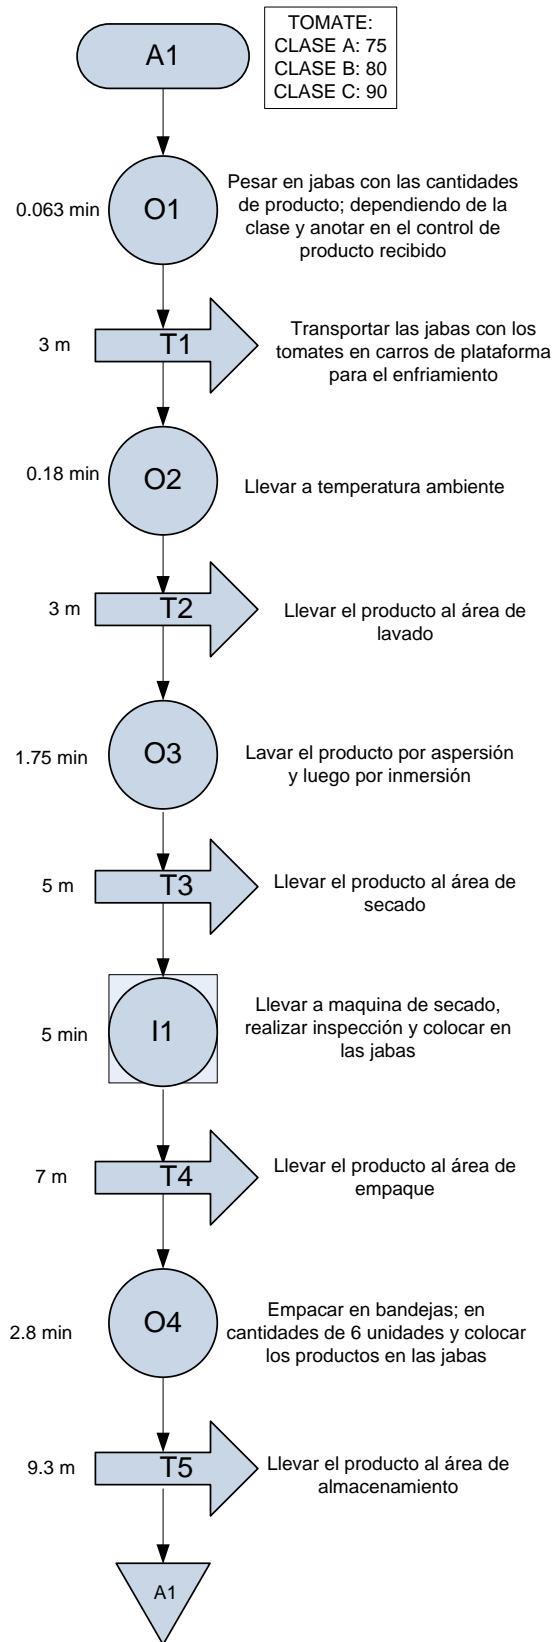 A1
TOMATE:
CLASE A: 75
CLASE B: 80
CLASE C: 90
0.063 min
O1
Pesar en jabas con las cantidades
de producto; dependiendo de la
clase y anotar en el control de
producto recibido
3 m
T1
Transportar las jabas con los
tomates en carros de plataforma
para el enfriamiento
0.18 min
O2
Llevar a temperatura ambiente
3 m
T2
Llevar el producto al área de
lavado
1.75 min
O3
Lavar el producto por aspersión
y luego por inmersión
5 m
T3
Llevar el producto al área de
secado
5 min
I1
Llevar a maquina de secado,
realizar inspección y colocar en
las jabas
7 m
T4
Llevar el producto al área de
empaque
2.8 min
O4
Empacar en bandejas; en
cantidades de 6 unidades y colocar
los productos en las jabas
9.3 m
T5
Llevar el producto al área de
almacenamiento
A1